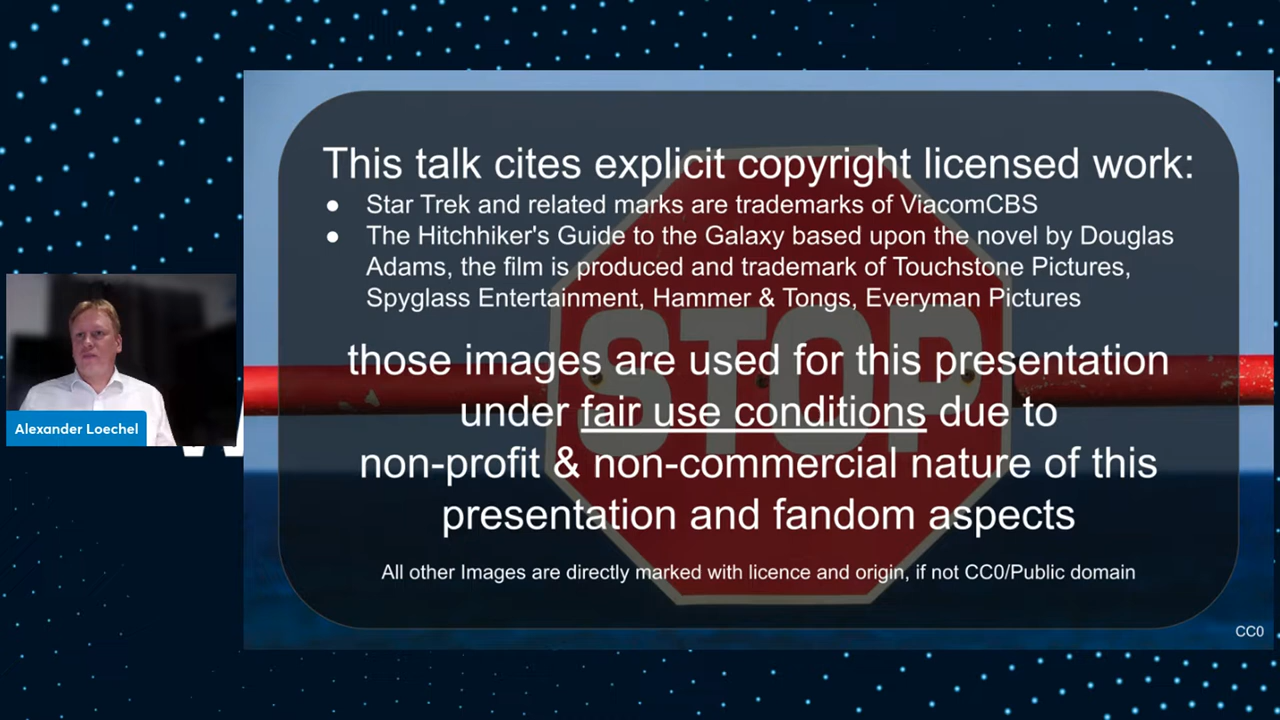 This talk cites explicit copyright licensed work:
● Star Trek and related marks are trademarks of ViacomCBS
● The Hitchhiker's Guide to the Galaxy based upon the novel by Douglas
Adams, the film is produced and trademark of Touchstone Pictures,
Spyglass Entertainment, Hammer & Tongs, Everyman Pictures
STOP
those images are used for this presentation
under fair use conditions due to
non-profit & non-commercial nature of this
presentation and fandom aspects
All other Images are directly marked with licence and origin, if not CC0/Public domain
CC0
Alexander Loechel